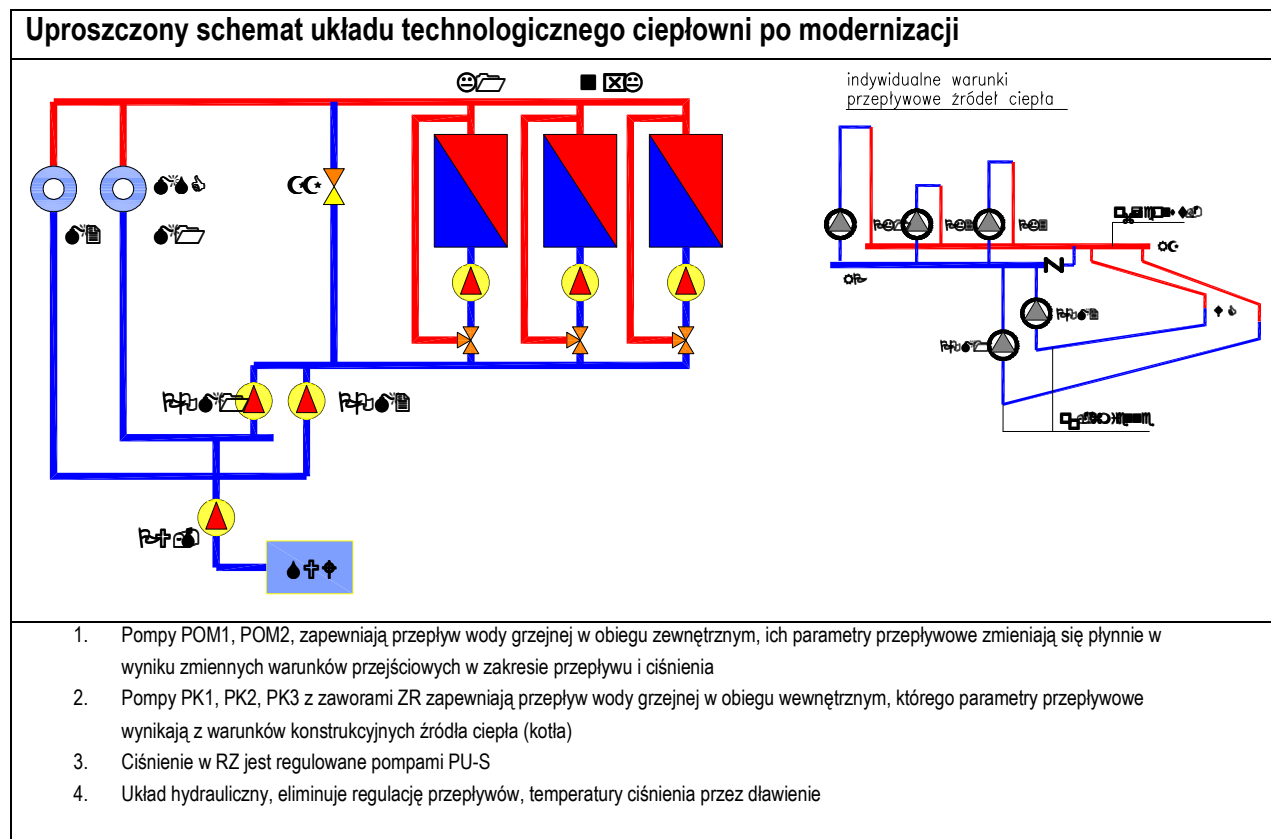 Uproszczony schemat układu technologicznego ciepłowni po modernizacji
indywidualne warunki
przepływowe źródeł ciepła
1. Pompy POM1, POM2, zapewniają przepływ wody grzejnej w obiegu zewnętrznym, ich parametry przepływowe zmieniają się płynnie w
wyniku zmiennych warunków przejściowych w zakresie przepływu i ciśnienia
2. Pompy PK1, PK2, PK3 z zaworami ZR zapewniają przepływ wody grzejnej w obiegu wewnętrznym, którego parametry przepływowe
wynikają z warunków konstrukcyjnych źródła ciepła (kotła)
3. Ciśnienie w RZ jest regulowane pompami PU-S
4. Układ hydrauliczny, eliminuje regulację przepływów, temperatury ciśnienia przez dławienie